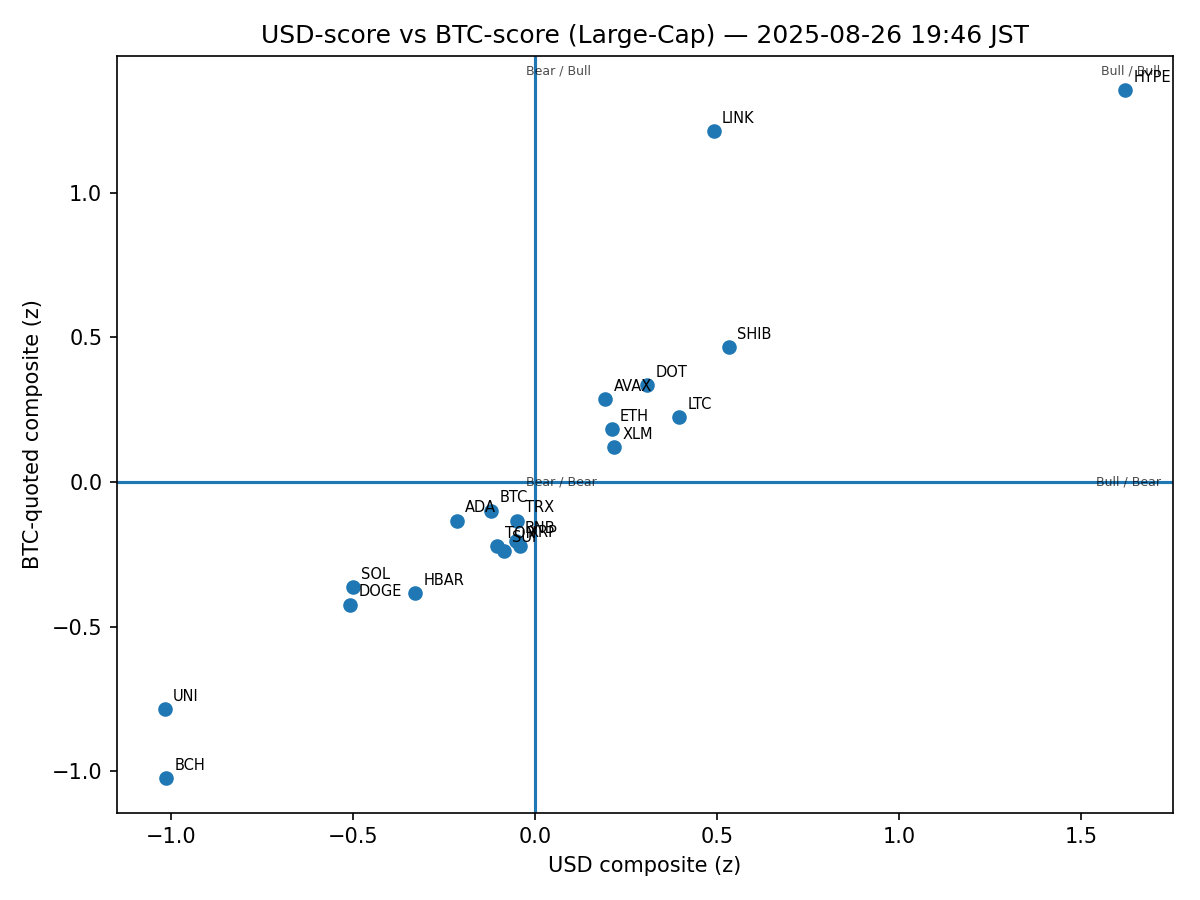 USD-score vs BTC-score (Large-Cap) — 2025-08-26 19:46 JST
Bear / Bull
Bull / Bull
HYPE
LINK
1.0
0.5
SHIB
DOT
AVAX
LTC
ETH
XLM
0.0
Bear / Bear
Bull / Bear
BTC
ADA
TRX
BNB
XRP
TON
SUI
SOL
HBAR
DOGE
−0.5
UNI
BCH
−1.0
BTC-quoted composite (z)
−1.0
−0.5
0.0
0.5
1.0
1.5
USD composite (z)